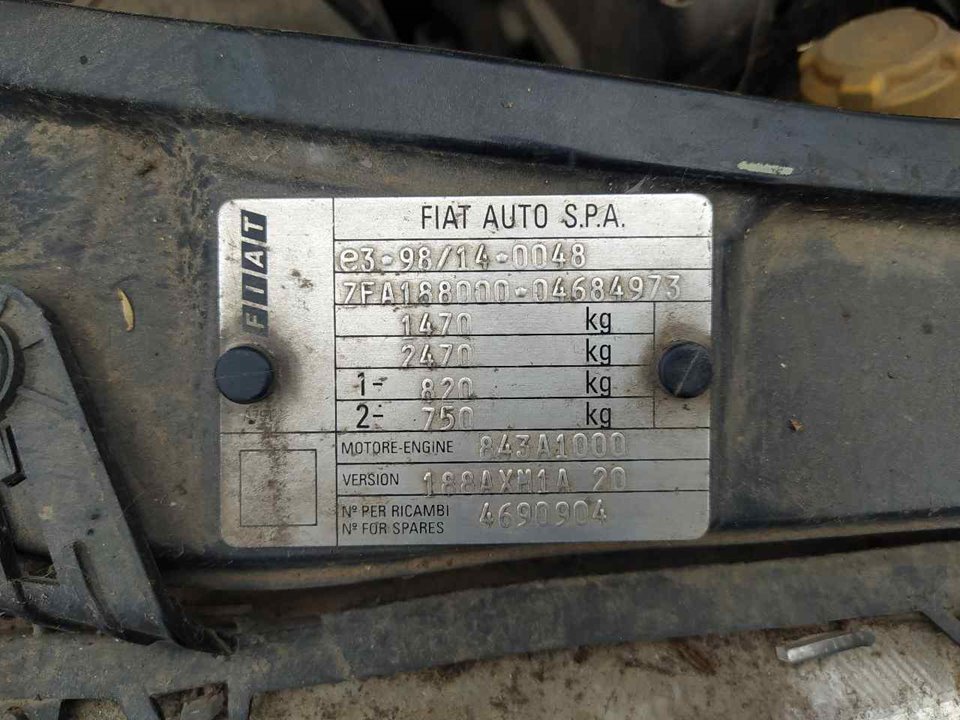 FIAT
FIAT AUTO S.P.A.
e3*98/14*0048
ZFA188000*04684973
1470 kg
2470 kg
1- 820 kg
2- 750 kg
MOTORE-ENGINE 843A1000
VERSION 188AXM1A 20
Nº PER RICAMBI
Nº FOR SPARES 4690904